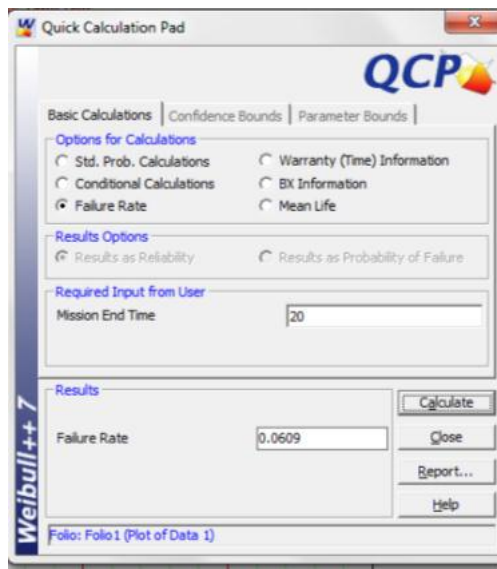 Quick Calculation Pad
QCP
Basic Calculations Confidence Bounds Parameter Bounds
Options for Calculations
Std. Prob. Calculations Warranty (Time) Information
Conditional Calculations BX Information
Failure Rate Mean Life
Results Options
Results as Reliability Results as Probability of Failure
Required Input from User
Mission End Time 20
Results
Calculate
Failure Rate 0.0609 Close
Report...
Help
Weibull++ 7
Folio: Folio1 (Plot of Data 1)